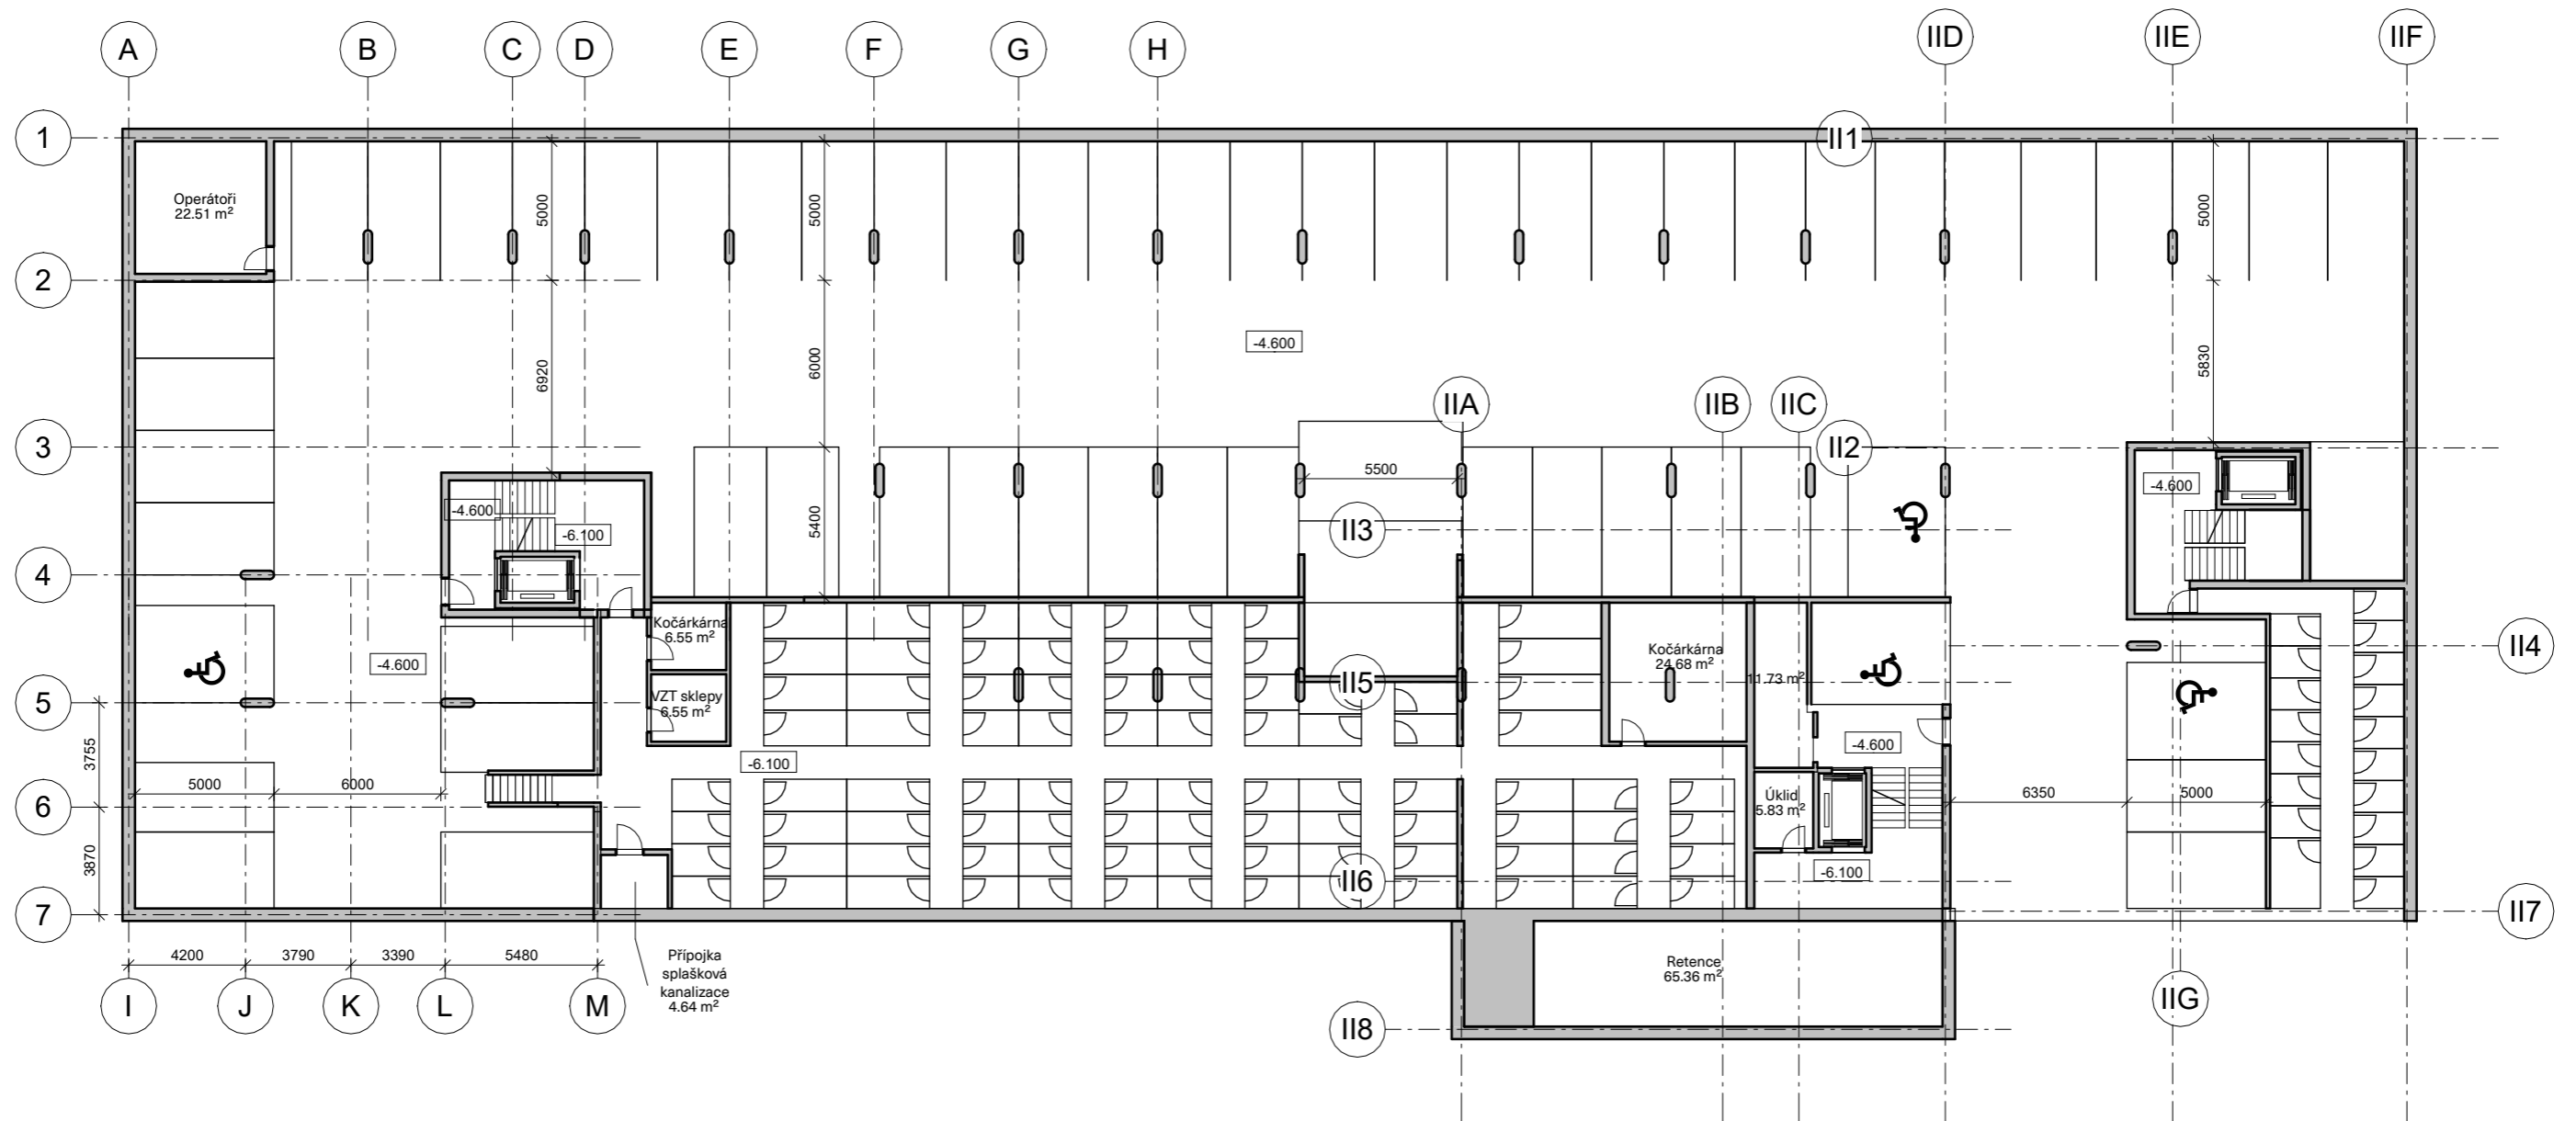 A
B
C
D
E
F
G
H
IID
IIE
IIF
1
II1
Operátoři
22.51 m²
5000
5000
5000
2
-4.600
6920
6000
5830
IIA
IIB
IIC
3
II2
5500
-4.600
-4.600
-6.100
5400
II3
4
Kočárkárna
6.55 m²
Kočárkárna
24.68 m²
II4
-4.600
II5
11.73 m²
5
VZT sklepy
6.55 m²
3755
-4.600
-6.100
5000
6000
Úklid
5.83 m²
6350
5000
6
3870
II6
-6.100
7
II7
4200
3790
3390
5480
Přípojka
splašková
kanalizace
4.64 m²
Retence
65.36 m²
I
J
K
L
M
IIG
II8